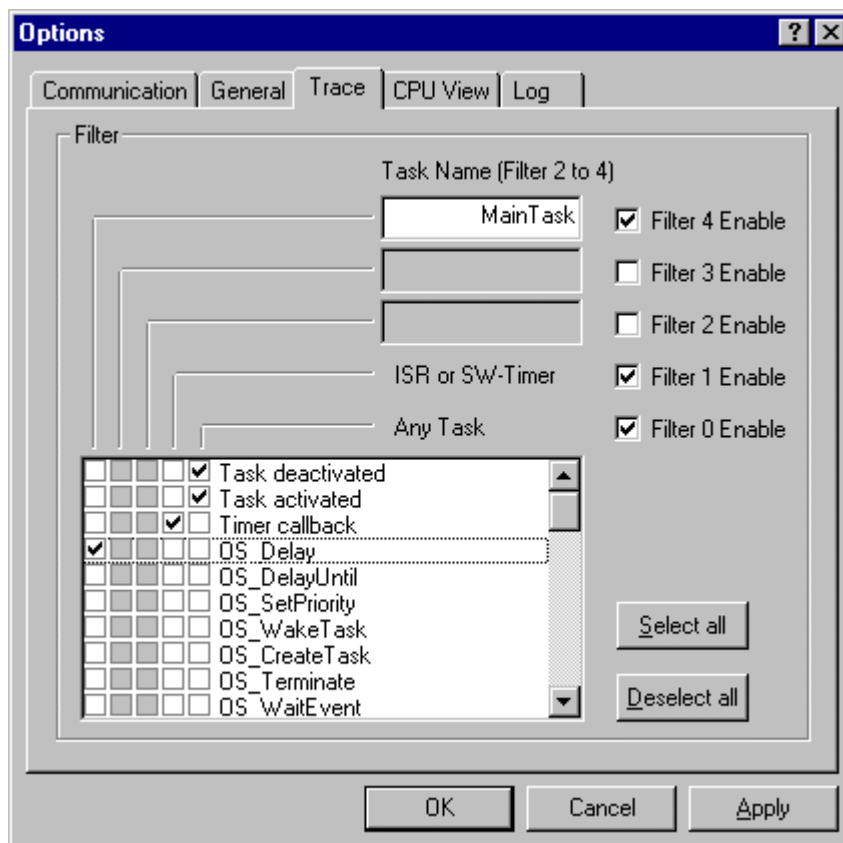 Options
Communication General Trace CPU View Log
Filter
Task Name (Filter 2 to 4)
MainTask Filter 4 Enable
Filter 3 Enable
Filter 2 Enable
ISR or SW-Timer Filter 1 Enable
Any Task Filter 0 Enable
Task deactivated
Task activated
Timer callback
OS_Delay
OS_DelayUntil
OS_SetPriority
OS_WakeTask
OS_CreateTask
OS_Terminate
OS_WaitEvent
Select all
Deselect all
OK Cancel Apply